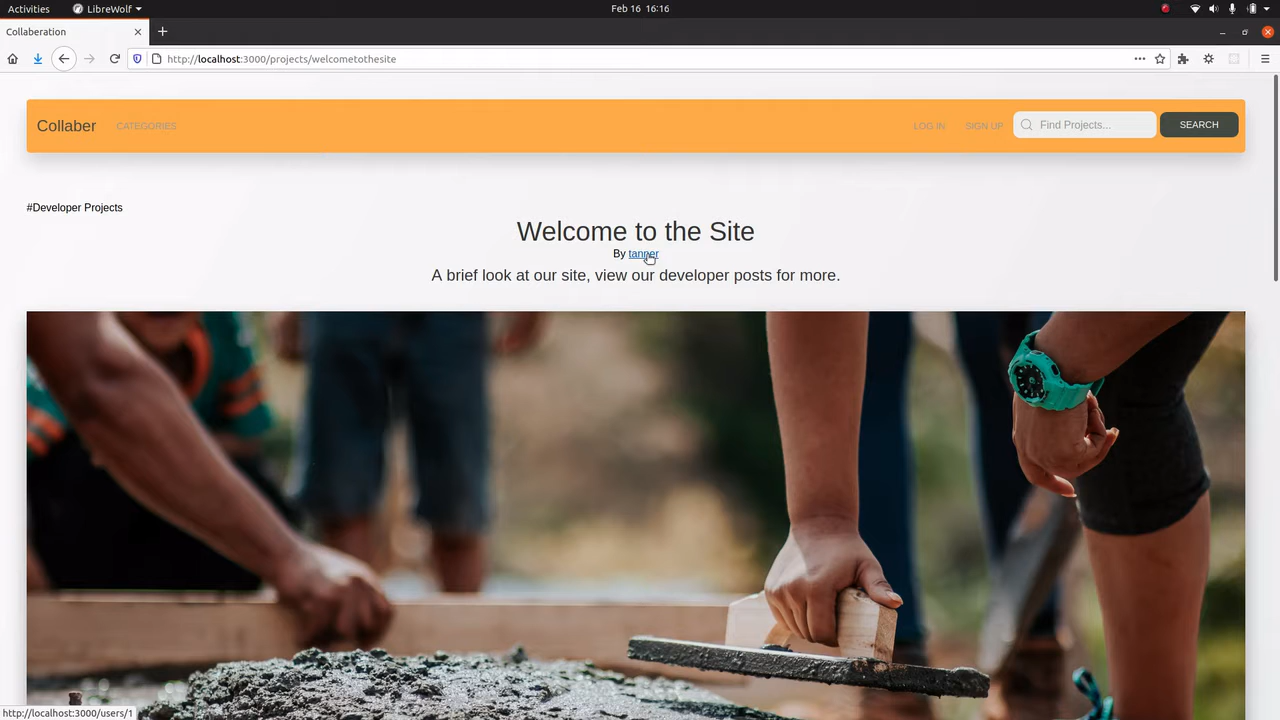 Activities LibreWolf Feb 16 16:16
Collaberation
http://localhost:3000/projects/welcometothesite
Collaber CATEGORIES LOG IN SIGN UP Find Projects... SEARCH
#Developer Projects
Welcome to the Site
By tanner
A brief look at our site, view our developer posts for more.
http://localhost:3000/users/1